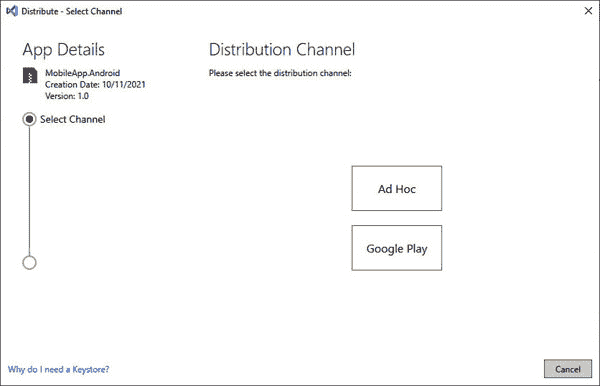 Distribute - Select Channel
App Details
MobileApp.Android
Creation Date: 10/11/2021
Version: 1.0
Select Channel
Distribution Channel
Please select the distribution channel:
Ad Hoc
Google Play
Why do I need a Keystore?
Cancel